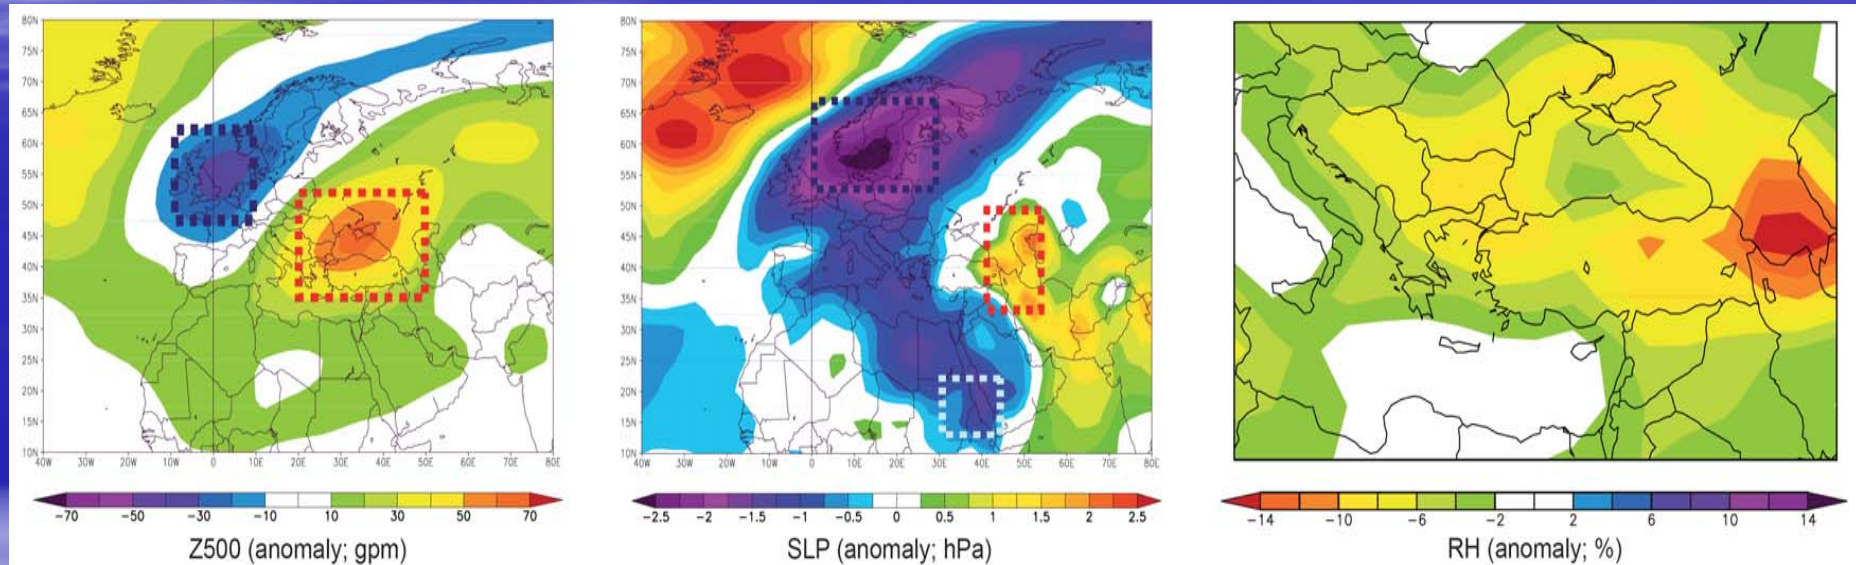 80N
75N
70N
65N
60N
55N
50N
45N
40N
35N
30N
25N
20N
15N
10N
40W 30W 20W 10W 0 10E 20E 30E 40E 50E 60E 70E 80E
-70 -50 -30 -10 10 30 50 70
Z500 (anomaly; gpm)
80N
75N
70N
65N
60N
55N
50N
45N
40N
35N
30N
25N
20N
15N
10N
40W 30W 20W 10W 0 10E 20E 30E 40E 50E 60E 70E 80E
-2.5 -2 -1.5 -1 -0.5 0 0.5 1 1.5 2 2.5
SLP (anomaly; hPa)
-14 -10 -6 -2 2 6 10 14
RH (anomaly; %)